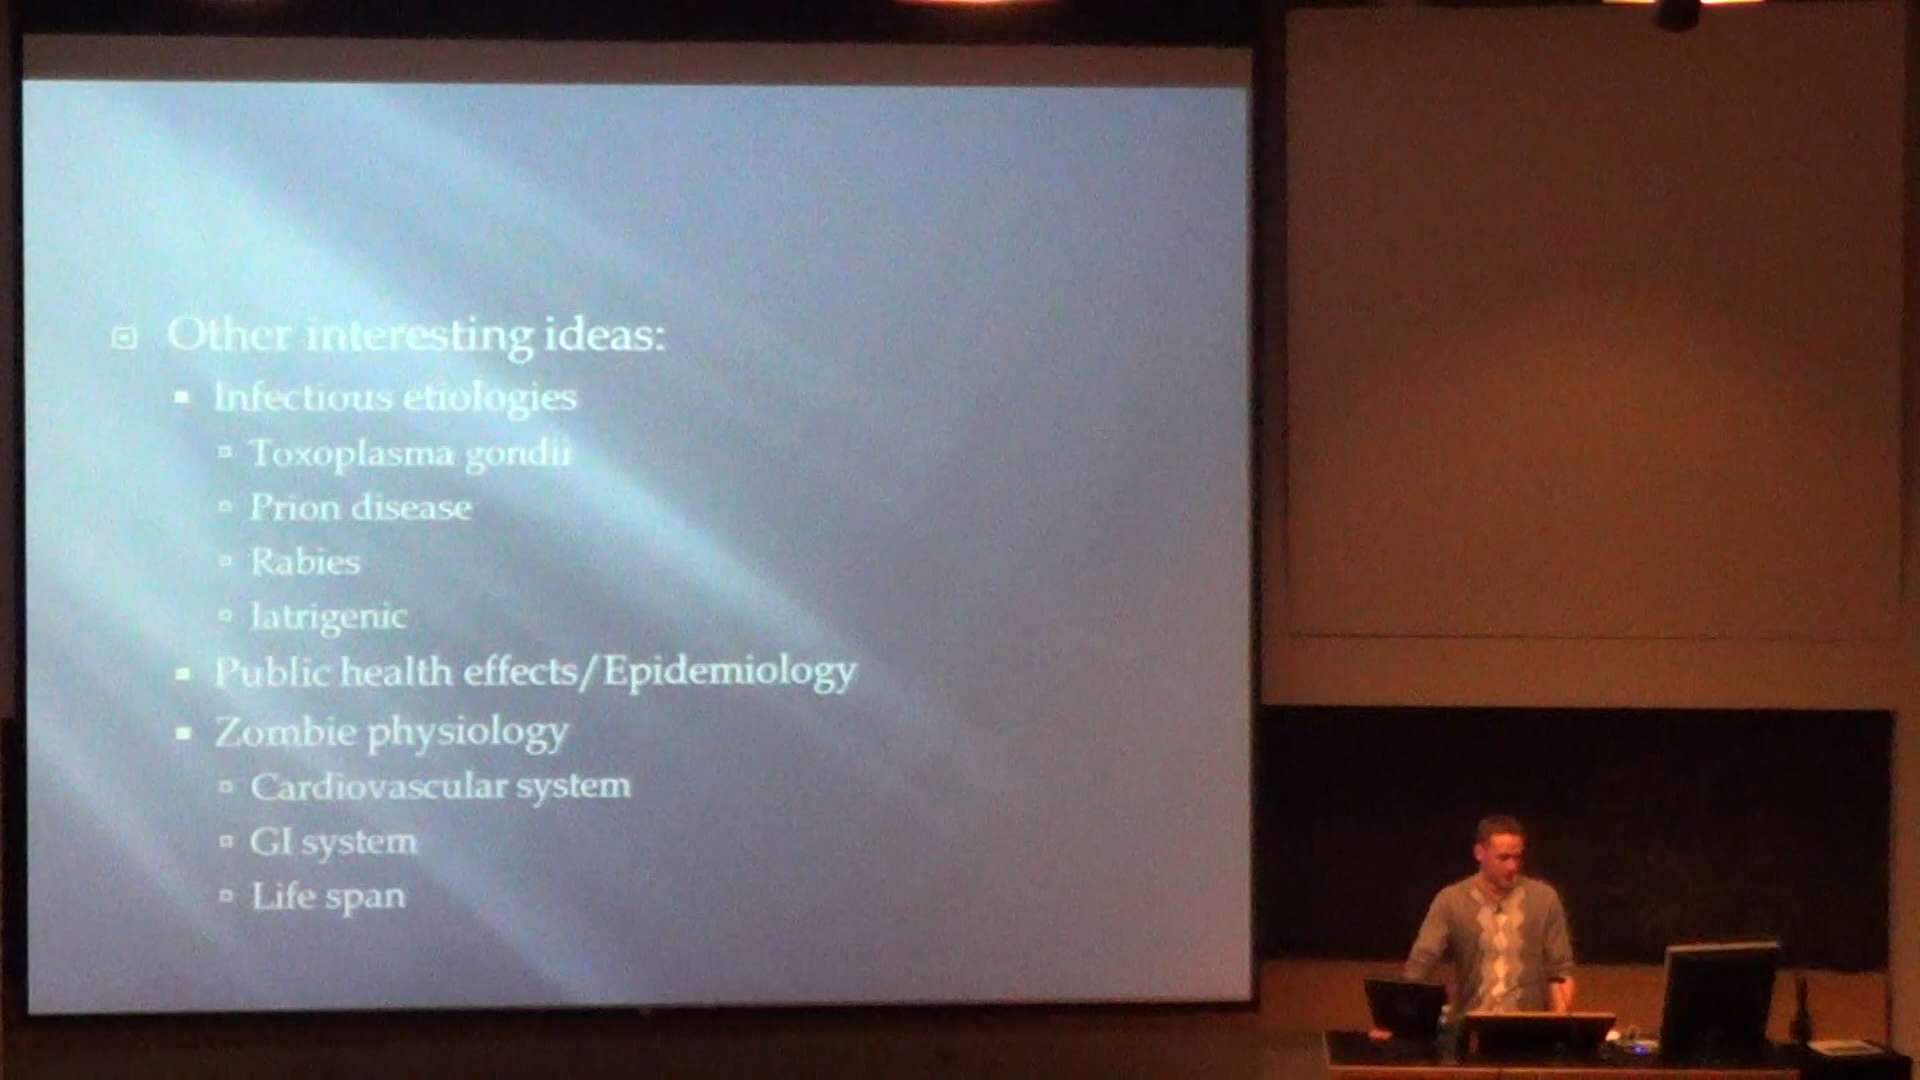 Other interesting ideas:
Infectious etiologies
Toxoplasma gondii
Prion disease
Rabies
Iatrigenic
Public health effects/Epidemiology
Zombie physiology
Cardiovascular system
GI system
Life span